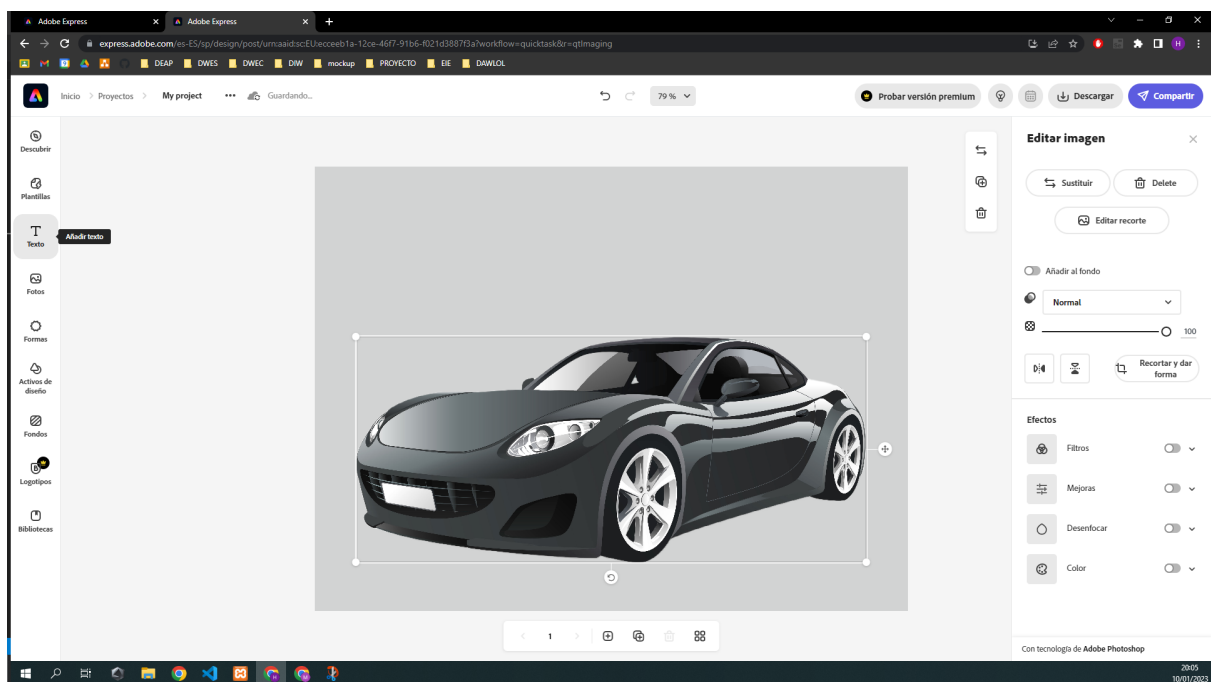 Adobe Express
Adobe Express
express.adobe.com/es-ES/sp/design/post/urn:aaid:sc:EU:ecceeb1a-12ce-46f7-91b6-f021d3887f3a?workflow=quicktask&r=qtImaging
H
DEAP DWES DWEC DIW mockup PROYECTO EIE DAWLOL
Inicio > Proyectos > My project ••• Guardando...
79 %
Probar versión premium
Descargar
Compartir
Descubrir
Plantillas
Texto
Añadir texto
Fotos
Formas
Activos de
diseño
Fondos
Logotipos
Bibliotecas
1
Editar imagen
Sustituir
Delete
Editar recorte
Añadir al fondo
Normal
100
Recortar y dar
forma
Efectos
Filtros
Mejoras
Desenfocar
Color
Con tecnología de Adobe Photoshop
20:05
10/01/2023